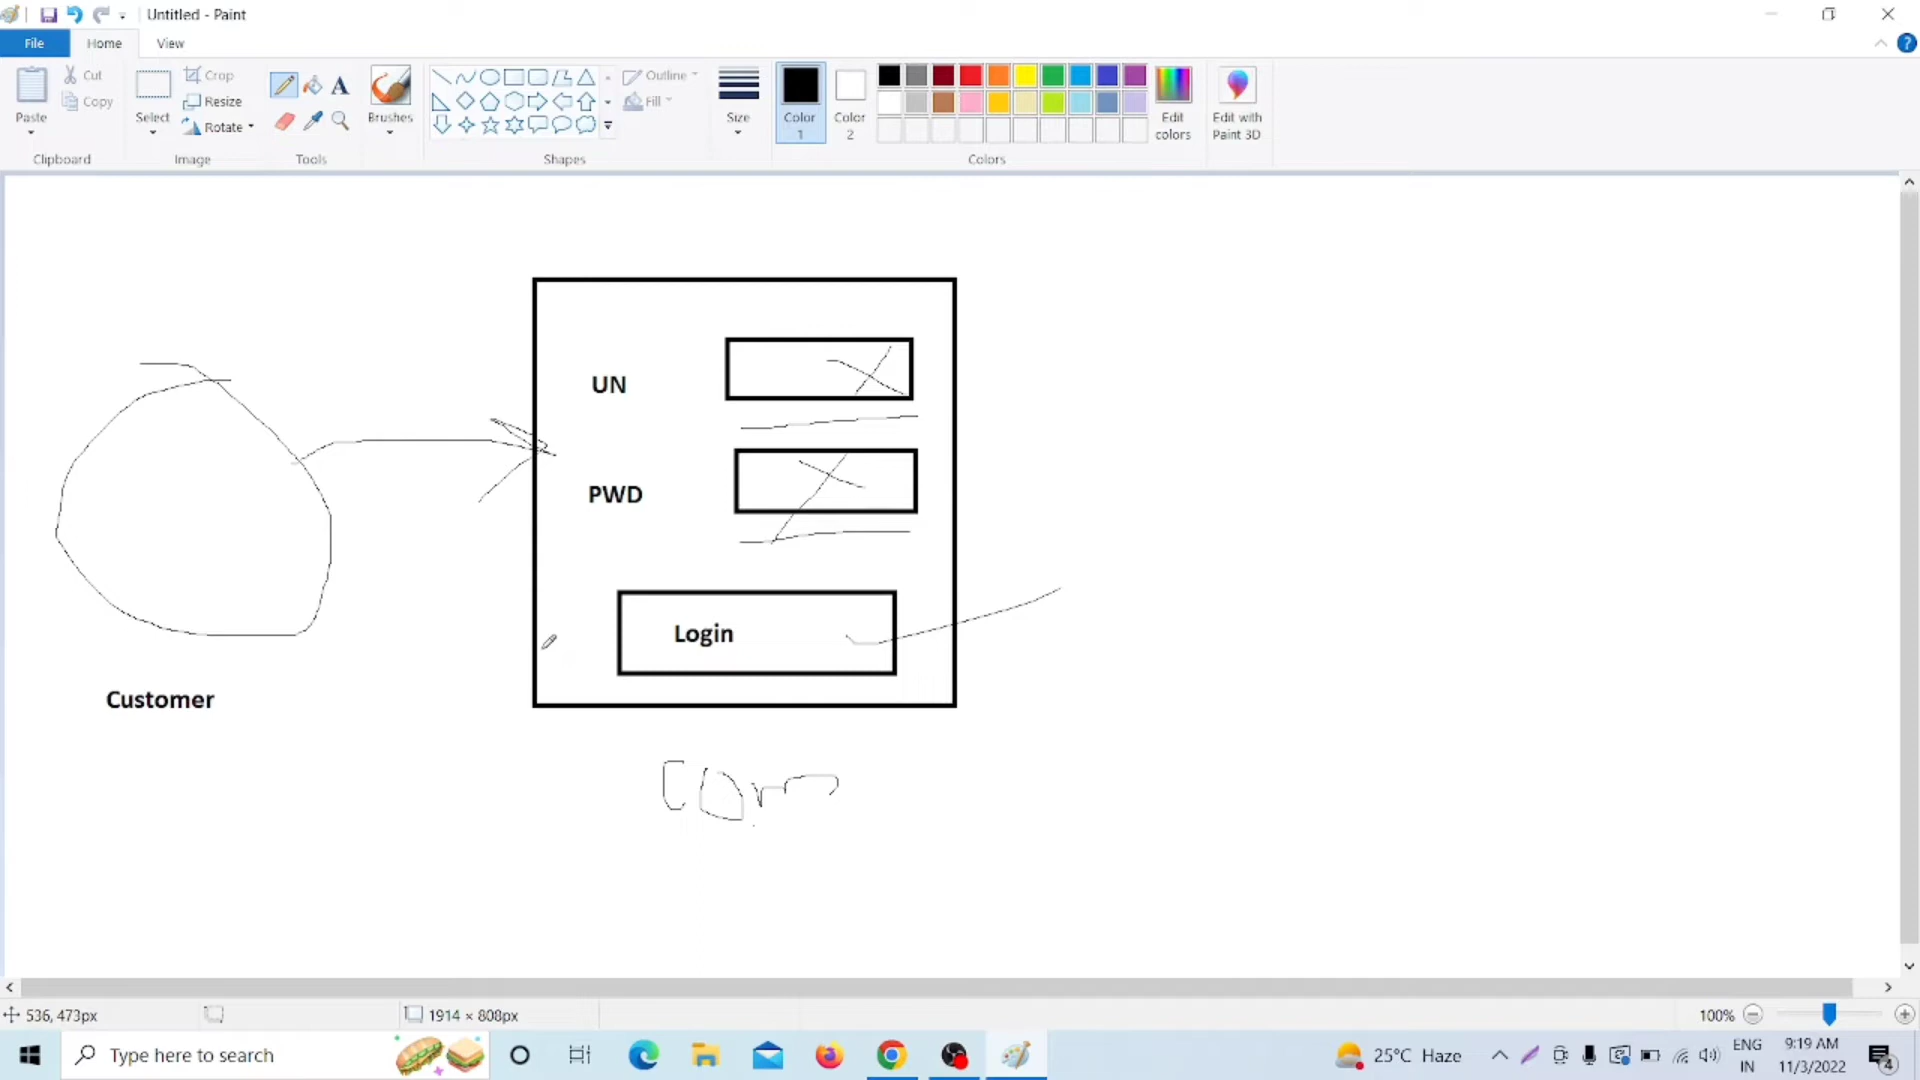 Untitled - Paint
File Home View
Paste
Cut
Copy
Clipboard
Select
Crop
Resize
Rotate
Image
Tools
Brushes
Shapes
Outline
Fill
Size
Color 1
Color 2
Edit colors
Colors
Edit with Paint 3D
UN
PWD
Login
Customer
536, 473px
1914 × 808px
100%
Type here to search
25°C Haze
ENG
IN
9:19 AM
11/3/2022
4